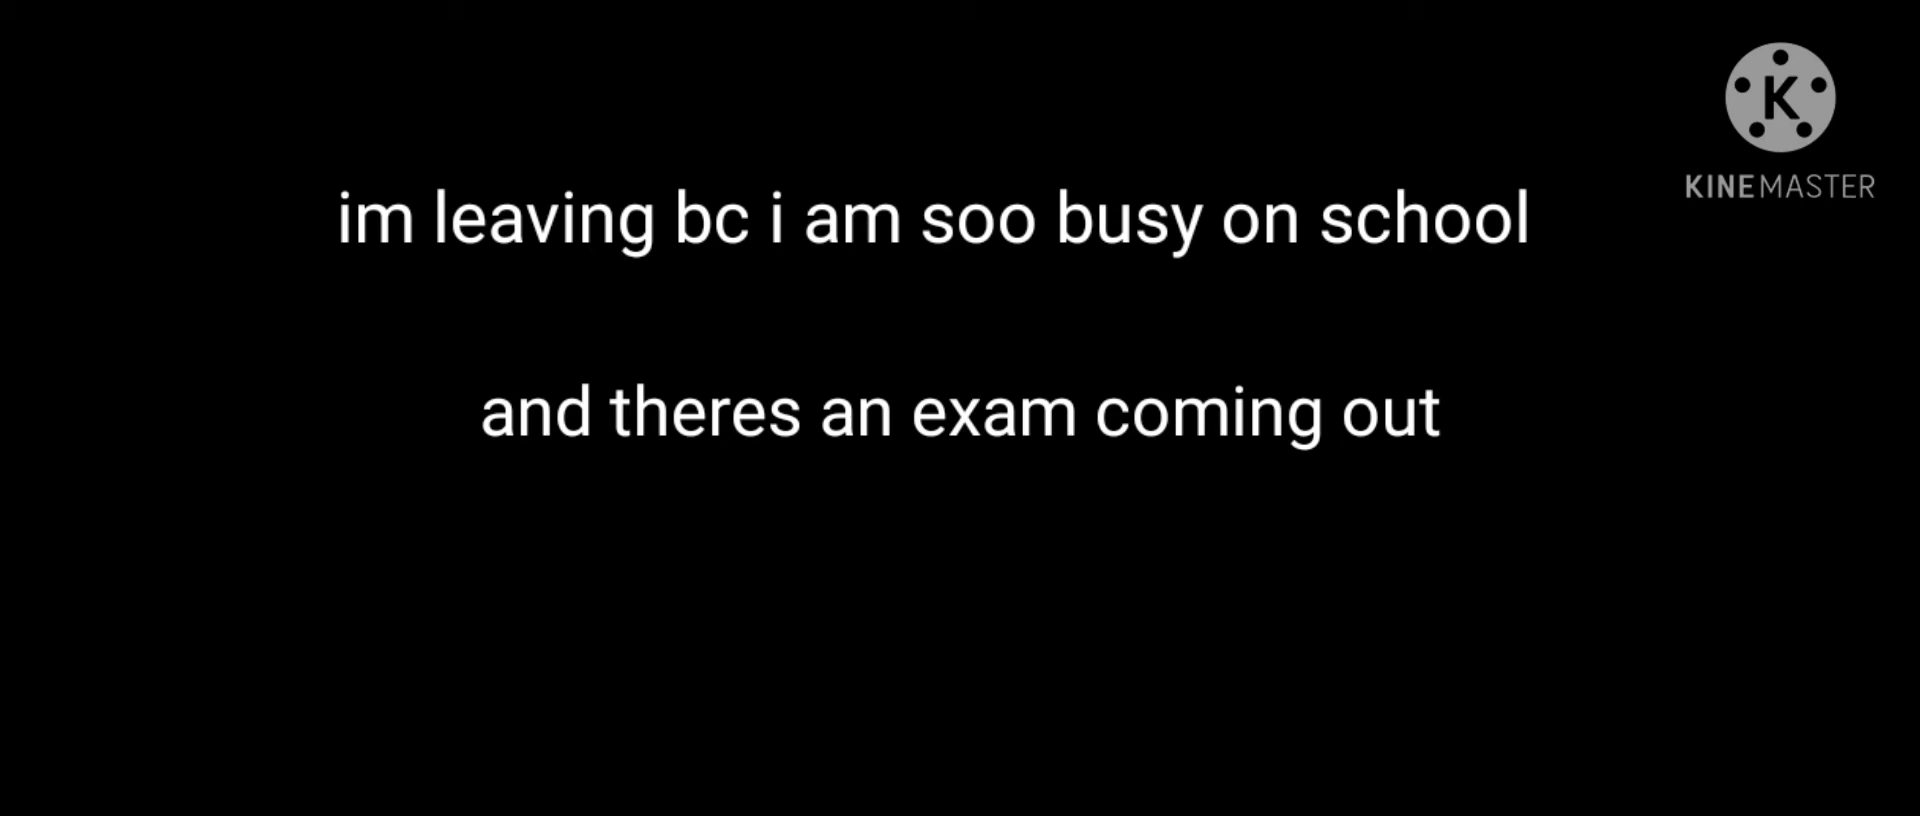 KINEMASTER
im leaving bc i am soo busy on school
and theres an exam coming out